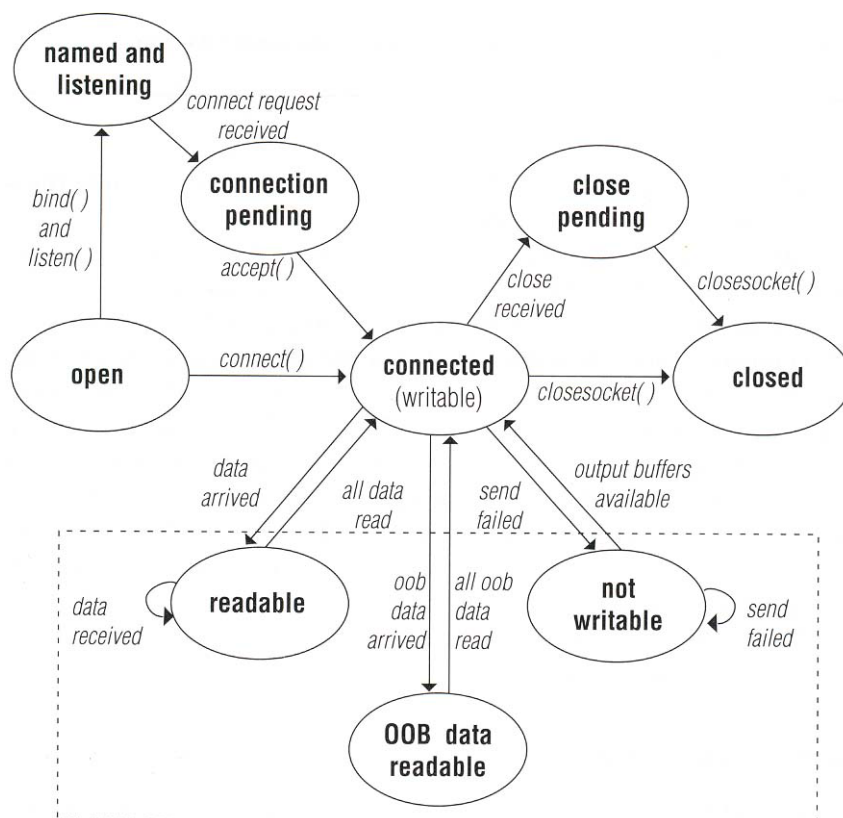 named and
listening
connect request
received
connection
pending
close
pending
bind( )
and
listen( )
accept( )
close
received
closesocket( )
open
connect( )
connected
(writable)
closesocket( )
closed
data
arrived
all data
read
send
failed
output buffers
available
readable
data
received
oob
data
arrived
all oob
data
read
not
writable
send
failed
OOB data
readable